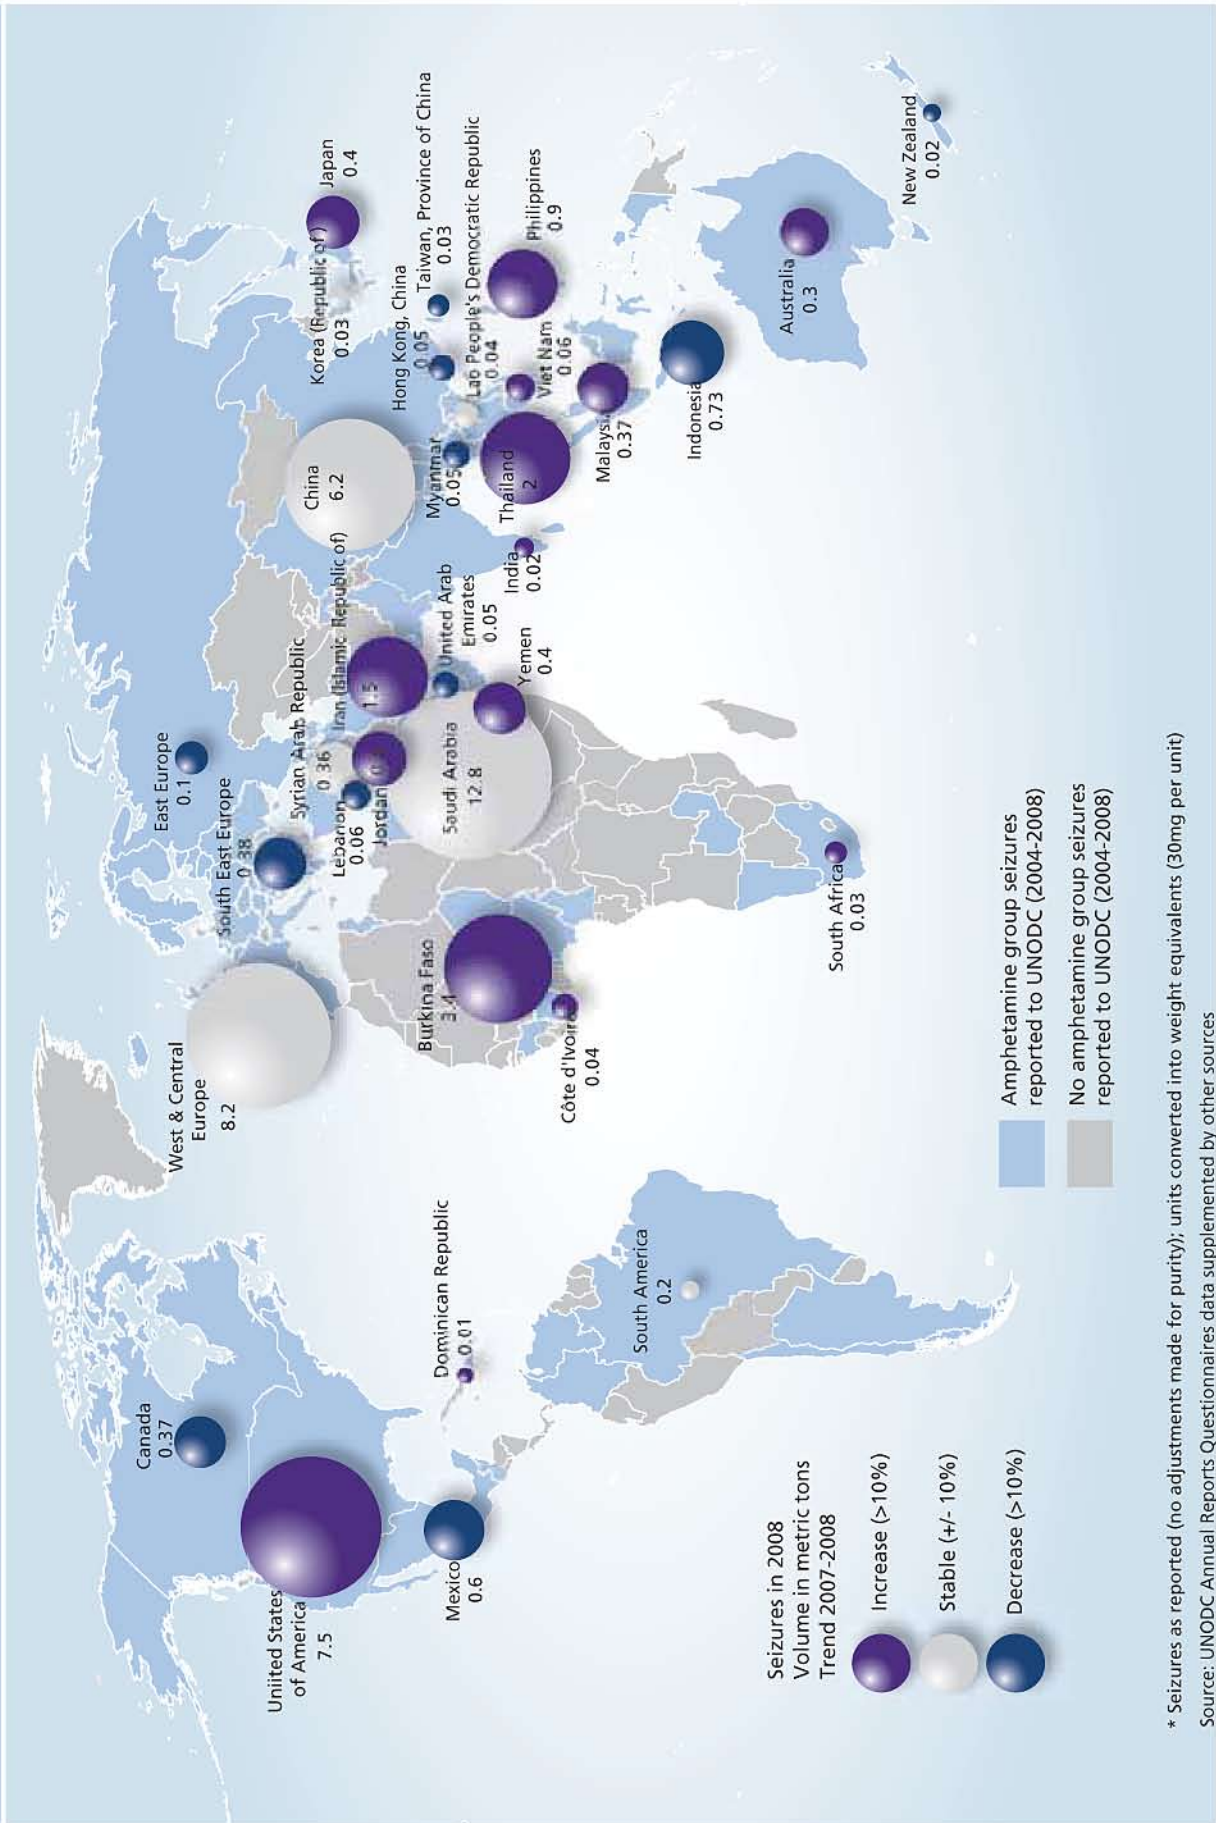 Canada
0.37
United States
of America
7.5
Mexico
0.6
Dominican Republic
0.01
South America
0.2
West & Central
Europe
8.2
South East Europe
0.38
East Europe
0.1
Syrian Arab Republic
0.36
Lebanon
0.06
Jordan
Iran (Islamic Republic of)
1.5
Saudi Arabia
12.8
United Arab
Emirates
0.05
Yemen
0.4
Burkina Faso
3.4
Côte d'Ivoire
0.04
South Africa
0.03
India
0.02
China
6.2
Myanmar
0.05
Thailand
2
Hong Kong, China
0.05
Lao People's Democratic Republic
0.04
Viet Nam
0.06
Malaysi
0.37
Indonesia
0.73
Korea (Republic of)
0.03
Japan
0.4
Taiwan, Province of China
0.03
Philippines
0.9
Australia
0.3
New Zealand
0.02
Seizures in 2008
Volume in metric tons
Trend 2007-2008
Increase (>10%)
Stable (+/- 10%)
Decrease (>10%)
Amphetamine group seizures
reported to UNODC (2004-2008)
No amphetamine group seizures
reported to UNODC (2004-2008)
* Seizures as reported (no adjustments made for purity); units converted into weight equivalents (30mg per unit)
Source: UNODC Annual Reports Questionnaires data supplemented by other sources